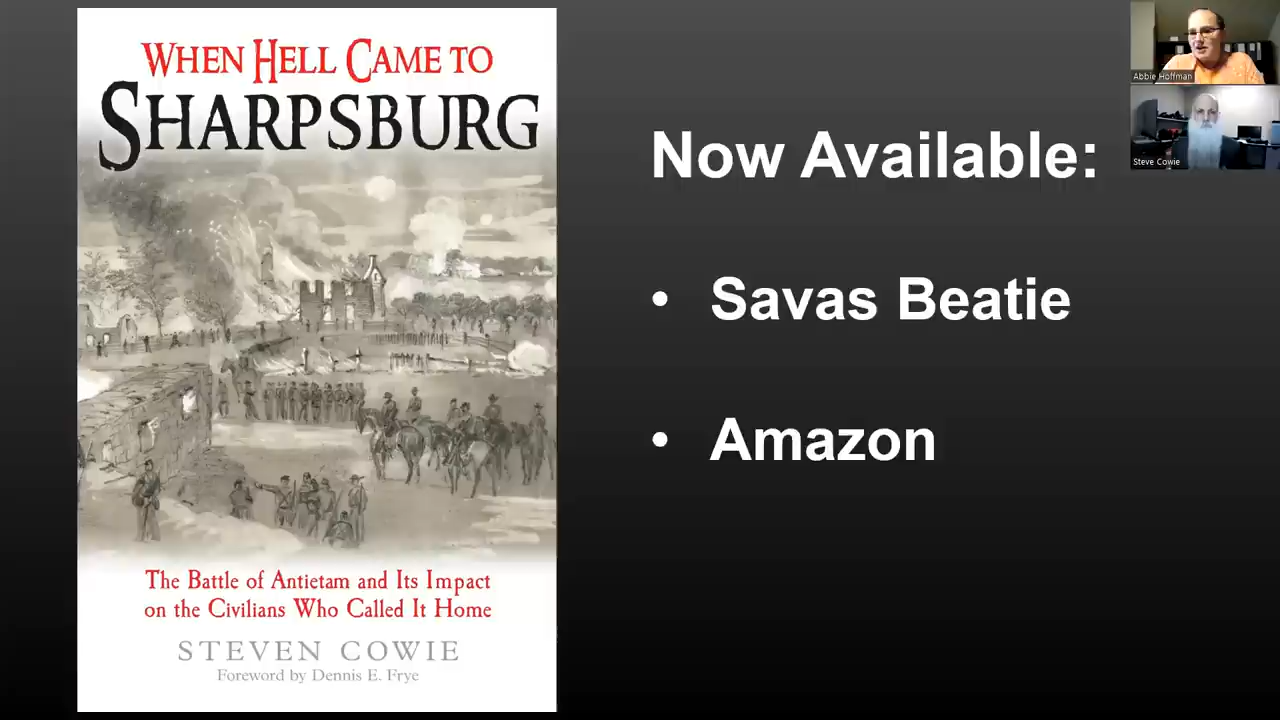 WHEN HELL CAME TO
SHARPSBURG
The Battle of Antietam and Its Impact
on the Civilians Who Called It Home
STEVEN COWIE
Foreword by Dennis E. Frye
Now Available:
• Savas Beatie
• Amazon
Abbie Hoffman
Steve Cowie